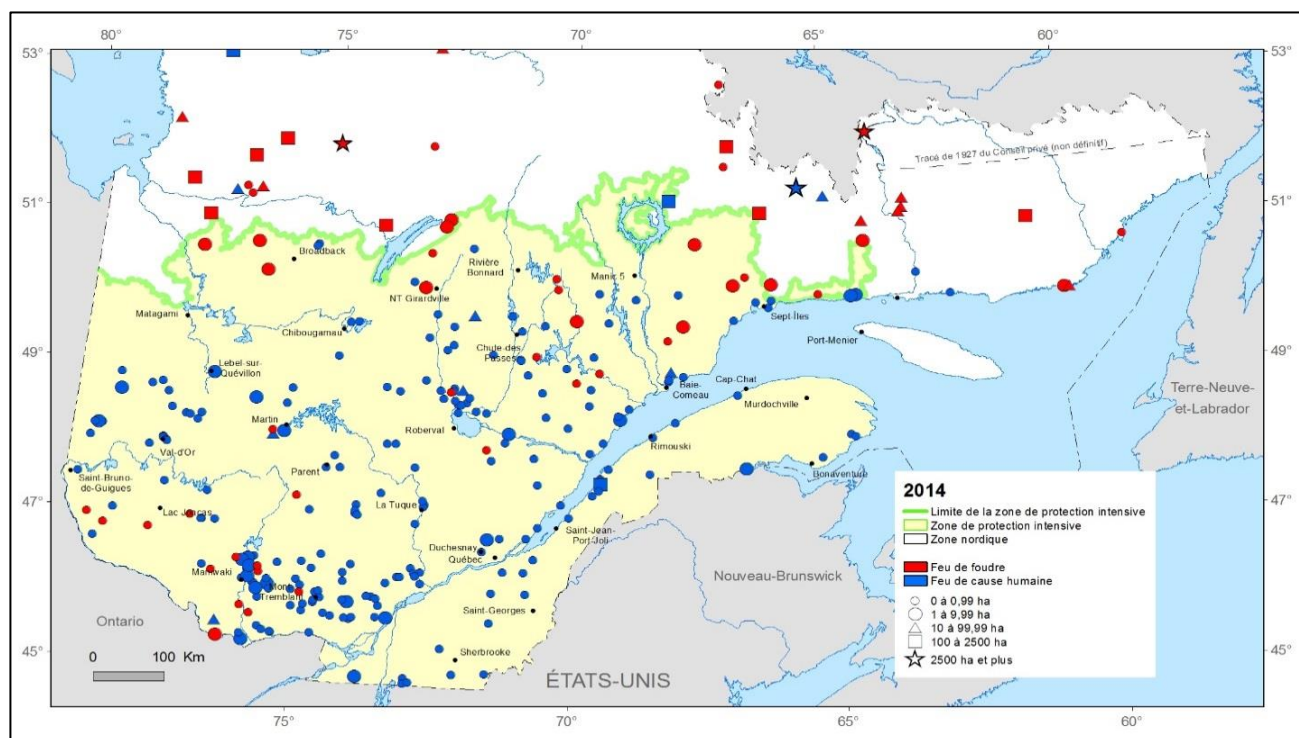 80°
75°
70°
65°
60°
53°
53°
Tracé de 1927 du Conseil privé (non définitif)
51°
51°
Broadback
Rivière
Bonnard
Manic 5
NT Girardville
Matagami
Sept-Îles
Chibougamau
Port-Menier
49°
49°
Chute-des-
Passes
Lebel-sur-
Quévillon
Cap-Chat
Baie-
Comeau
Murdochville
Terre-Neuve-
et-Labrador
Martin
Roberval
Val-d'Or
Rimouski
Parent
Bonaventure
Saint-Bruno-
de-Guigues
2014
Limite de la zone de protection intensive
Zone de protection intensive
Zone nordique
Feu de foudre
Feu de cause humaine
0 à 0,99 ha
1 à 9,99 ha
10 à 99,99 ha
100 à 2500 ha
2500 ha et plus
47°
47°
La Tuque
Saint-Jean-
Port-Joli
Duchesnay
Québec
Maniwaki
Mont-
Tremblant
Nouveau-Brunswick
Saint-Georges
Ontario
45°
45°
0 100 Km
Sherbrooke
ÉTATS-UNIS
75°
70°
65°
60°